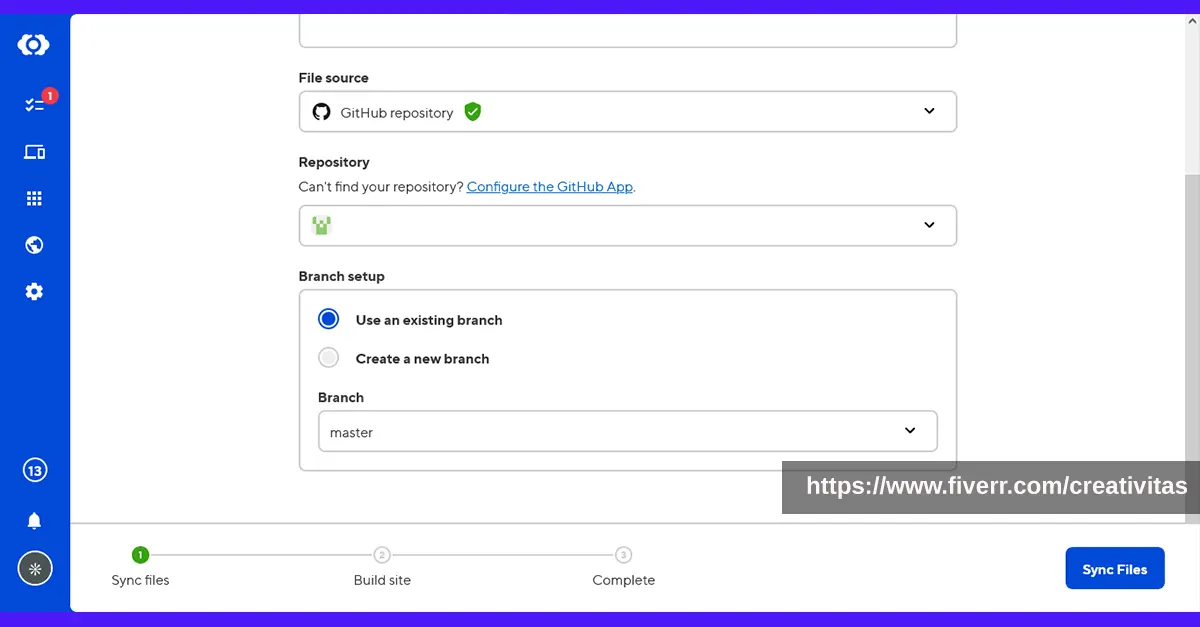 1
File source
GitHub repository
Repository
Can't find your repository? Configure the GitHub App.
Branch setup
Use an existing branch
Create a new branch
Branch
master
13
https://www.fiverr.com/creativitas
1
2
3
Sync files
Build site
Complete
Sync Files